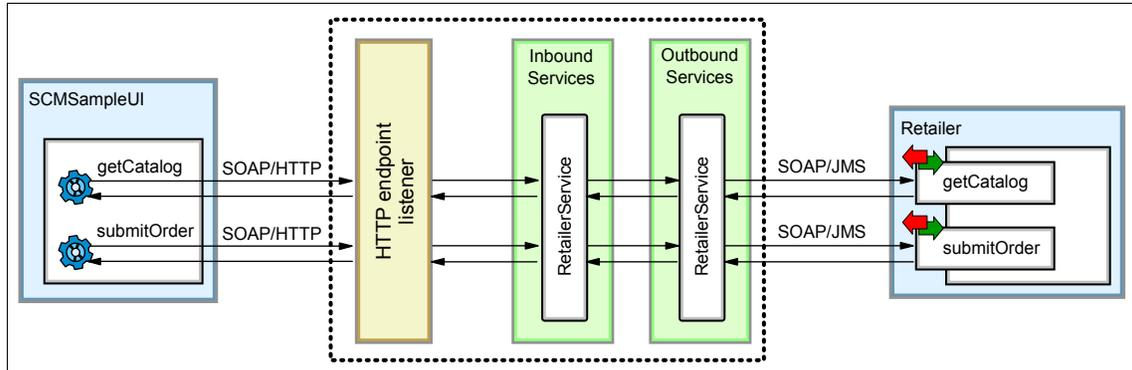 Inbound
Services
Outbound
Services
SCMSampleUI
Retailer
getCatalog
SOAP/HTTP
HTTP endpoint
listener
RetailerService
RetailerService
SOAP/JMS
getCatalog
submitOrder
SOAP/HTTP
SOAP/JMS
submitOrder